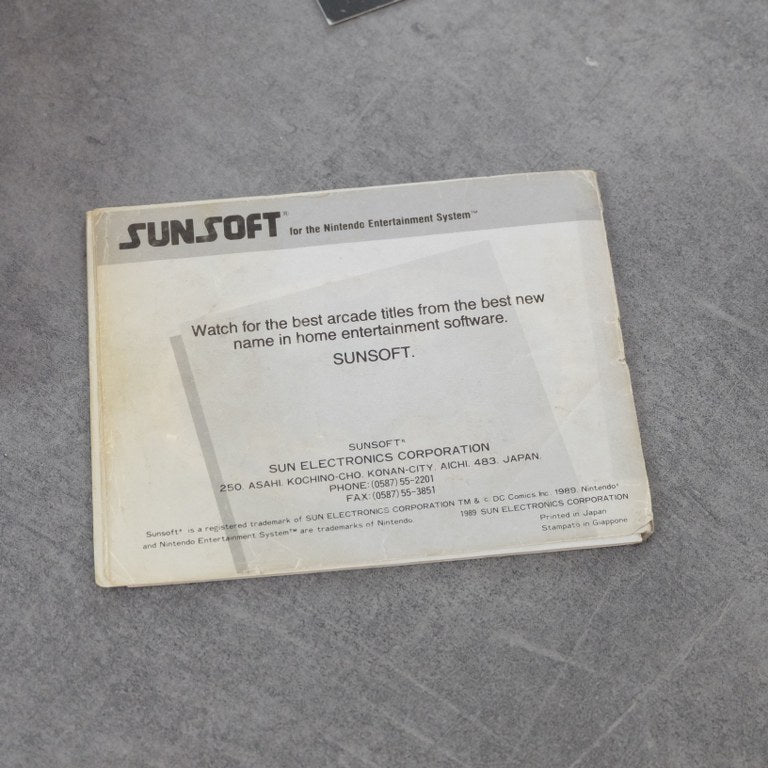 SUNSOFT® for the Nintendo Entertainment System™
Watch for the best arcade titles from the best new
name in home entertainment software.
SUNSOFT.
SUNSOFT®
SUN ELECTRONICS CORPORATION
250, ASAHI, KOCHINO-CHO, KONAN-CITY, AICHI, 483, JAPAN.
PHONE:(0587)55-2201
FAX:(0587)55-3851
Sunsoft® is a registered trademark of SUN ELECTRONICS CORPORATION TM & © DC Comics Inc. 1989. Nintendo®
and Nintendo Entertainment System™ are trademarks of Nintendo. 1989 SUN ELECTRONICS CORPORATION
Printed in Japan
Stampato in Giappone